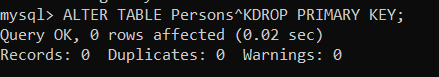 mysql> ALTER TABLE Persons^KDROP PRIMARY KEY;
Query OK, 0 rows affected (0.02 sec)
Records: 0  Duplicates: 0  Warnings: 0